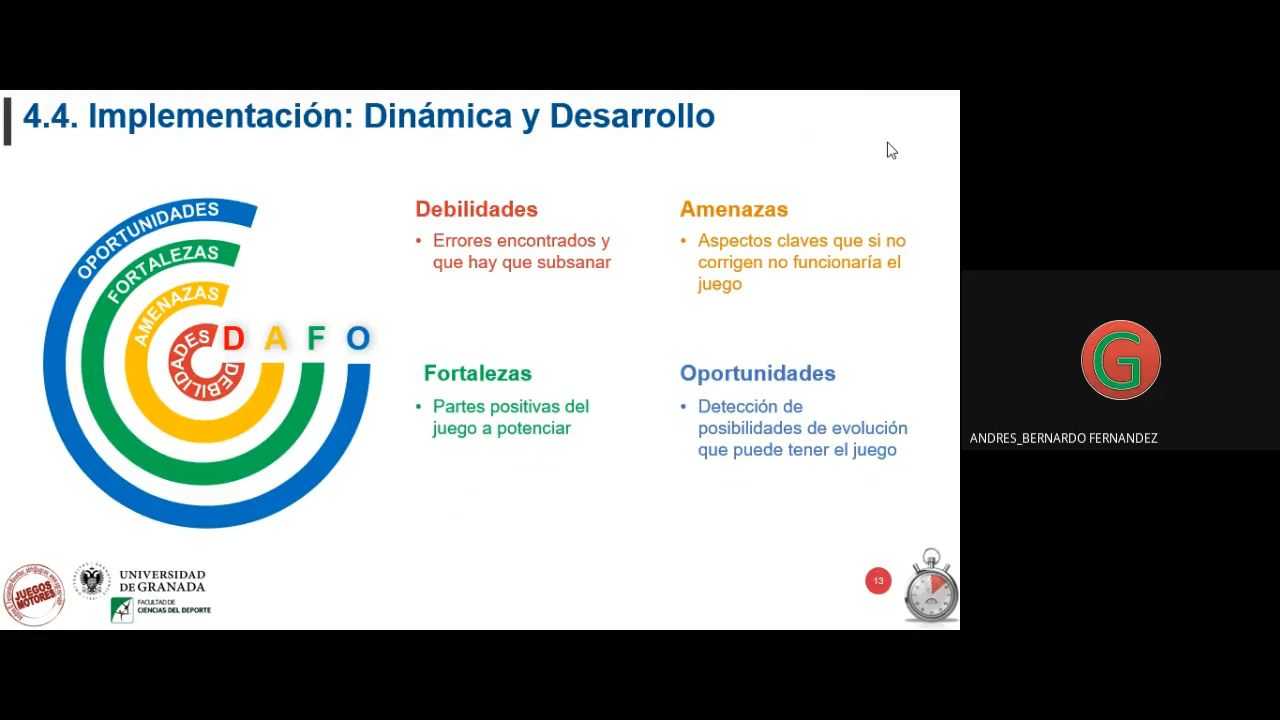 4.4. Implementación: Dinámica y Desarrollo
OPORTUNIDADES
FORTALEZAS
AMENAZAS
DEBILIDADES
D A F O
Debilidades
• Errores encontrados y
que hay que subsanar
Amenazas
• Aspectos claves que si no
corrigen no funcionaría el
juego
Fortalezas
• Partes positivas del
juego a potenciar
Oportunidades
• Detección de
posibilidades de evolución
que puede tener el juego
JUEGOS
MOTORES
UNIVERSIDAD
DE GRANADA
FACULTAD DE
CIENCIAS DEL DEPORTE
13
G
ANDRES_BERNARDO FERNANDEZ